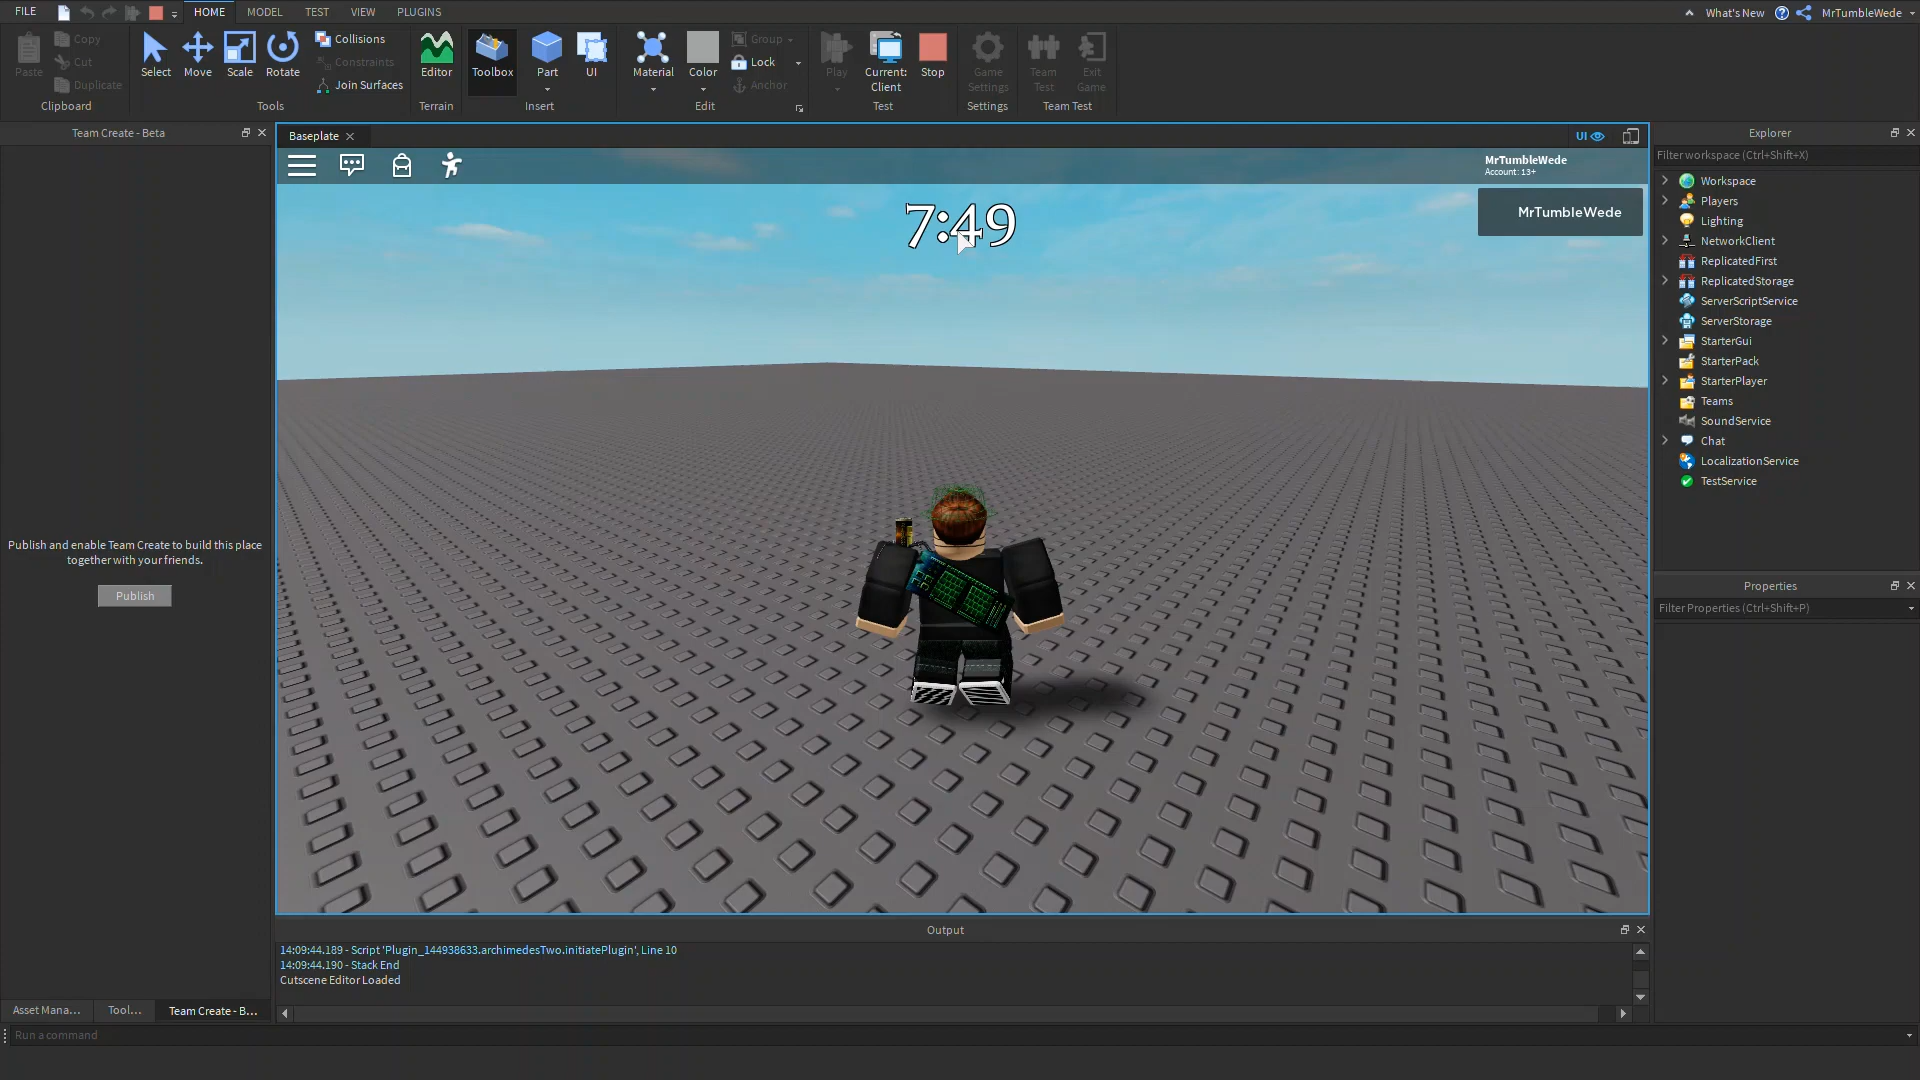 FILE HOME MODEL TEST VIEW PLUGINS What's New MrTumbleWede
Paste Copy Cut Duplicate Clipboard
Select Move Scale Rotate Collisions Constraints Join Surfaces Tools
Editor Terrain
Toolbox Part UI Insert
Material Color Group Lock Anchor Edit
Play Current: Client Stop Test
Game Settings Settings
Team Test Exit Game Team Test
Team Create - Beta
Publish and enable Team Create to build this place
together with your friends.
Publish
Asset Mana... Tool... Team Create - B...
Baseplate UI
MrTumbleWede
Account: 13+
7:49
MrTumbleWede
Output
14:09:44.189 - Script 'Plugin_144938633.archimedesTwo.initiatePlugin', Line 10
14:09:44.190 - Stack End
Cutscene Editor Loaded
Run a command
Explorer
Filter workspace (Ctrl+Shift+X)
Workspace
Players
Lighting
NetworkClient
ReplicatedFirst
ReplicatedStorage
ServerScriptService
ServerStorage
StarterGui
StarterPack
StarterPlayer
Teams
SoundService
Chat
LocalizationService
TestService
Properties
Filter Properties (Ctrl+Shift+P)